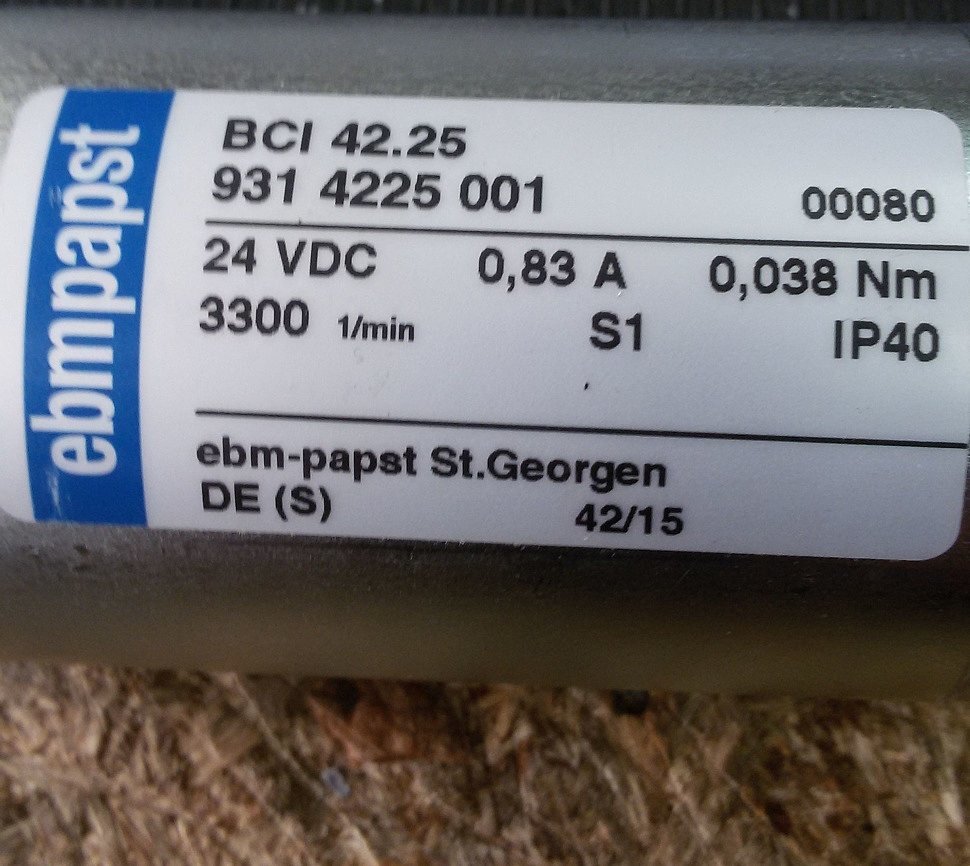 ebmpapst
BCI 42.25
931 4225 001 00080
24 VDC 0,83 A 0,038 Nm
3300 1/min S1 IP40
ebm-papst St.Georgen
DE (S) 42/15